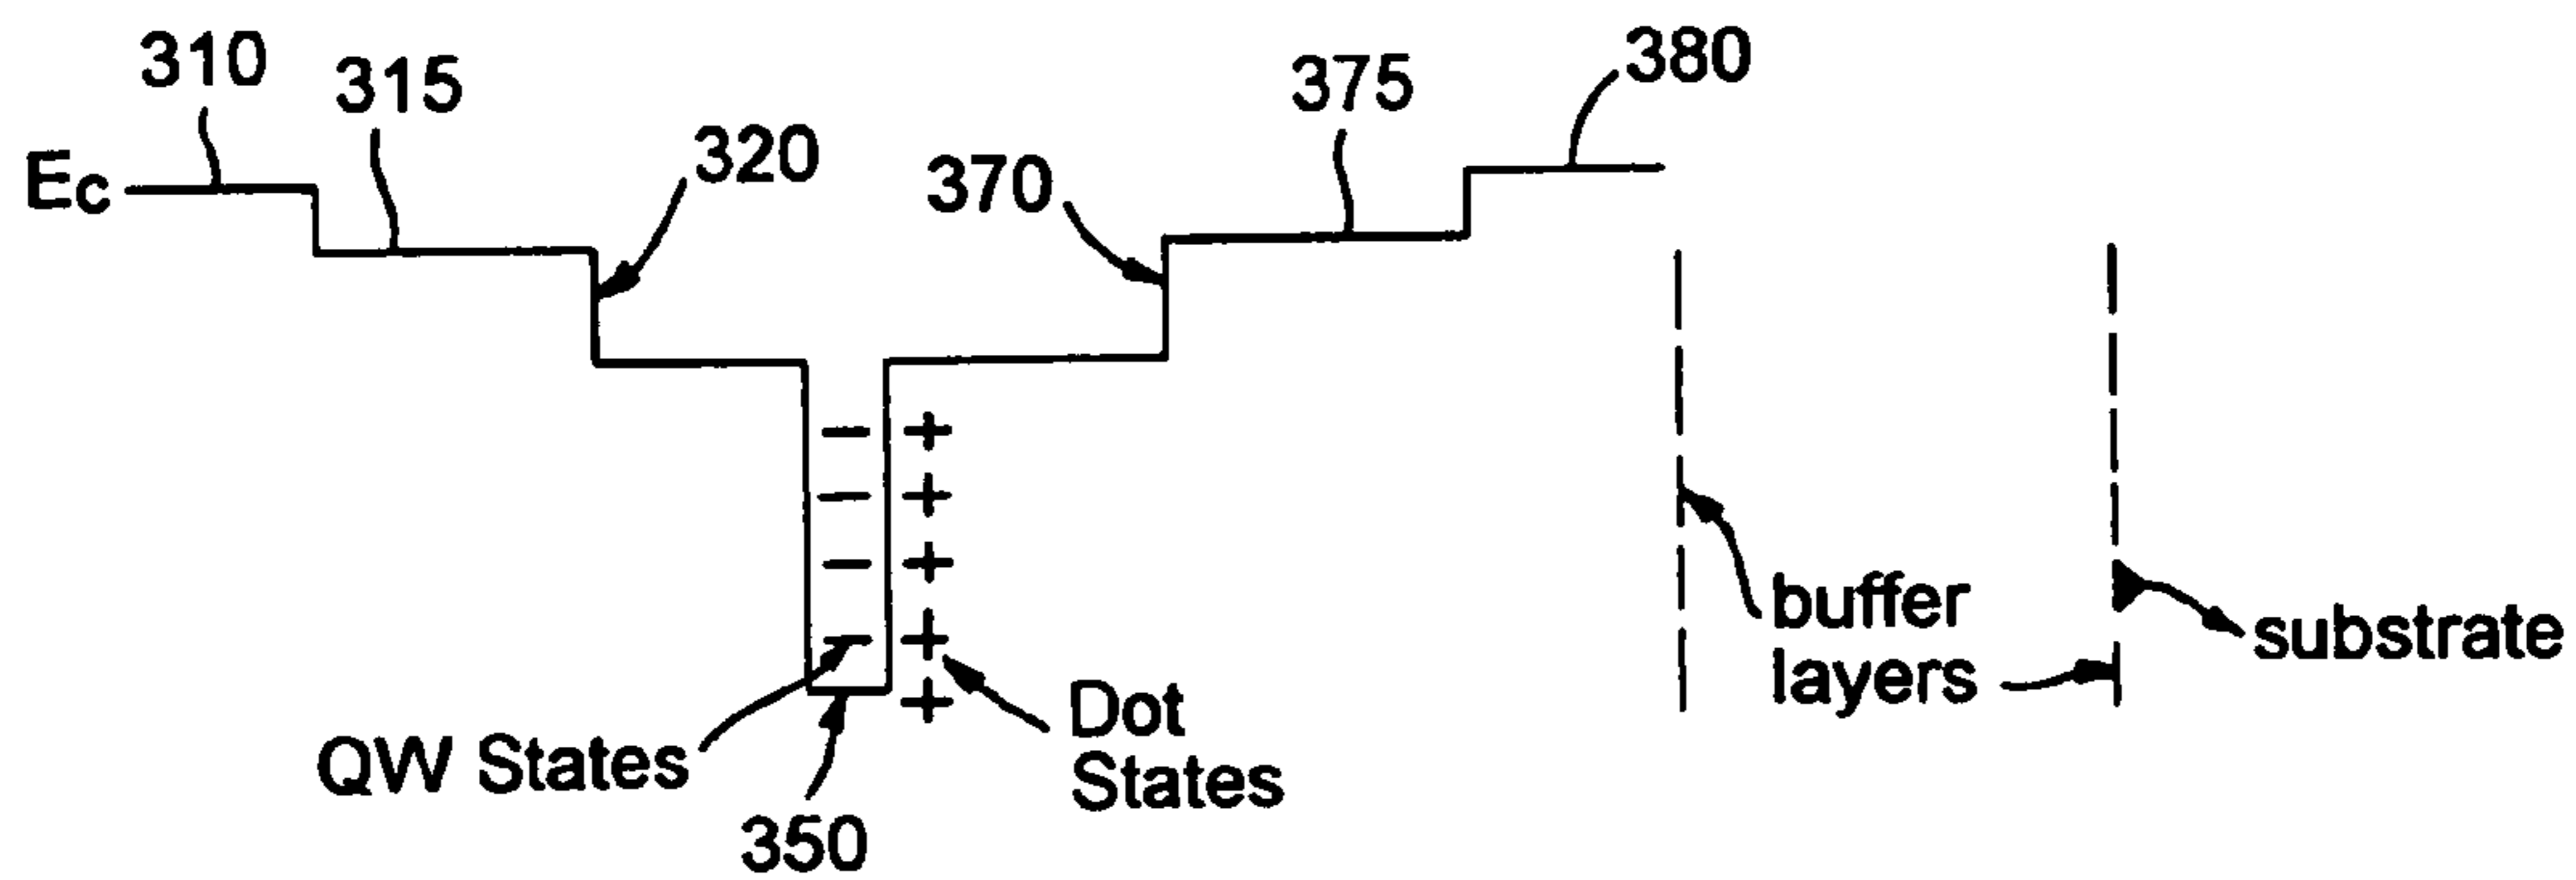 310
315
375
380
Ec
320
370
− +
− +
− +
− +
+
buffer
layers
substrate
QW States
Dot
States
350